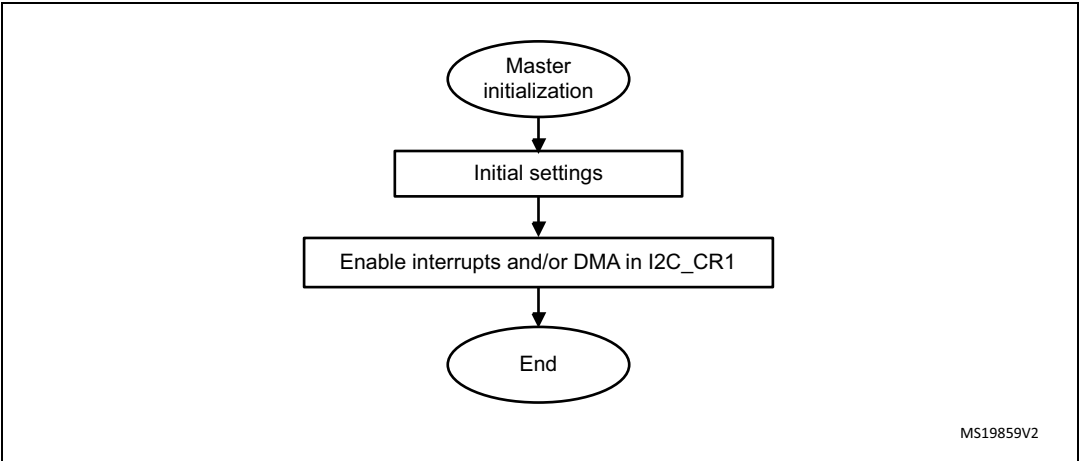 Master
initialization
Initial settings
Enable interrupts and/or DMA in I2C_CR1
End
MS19859V2